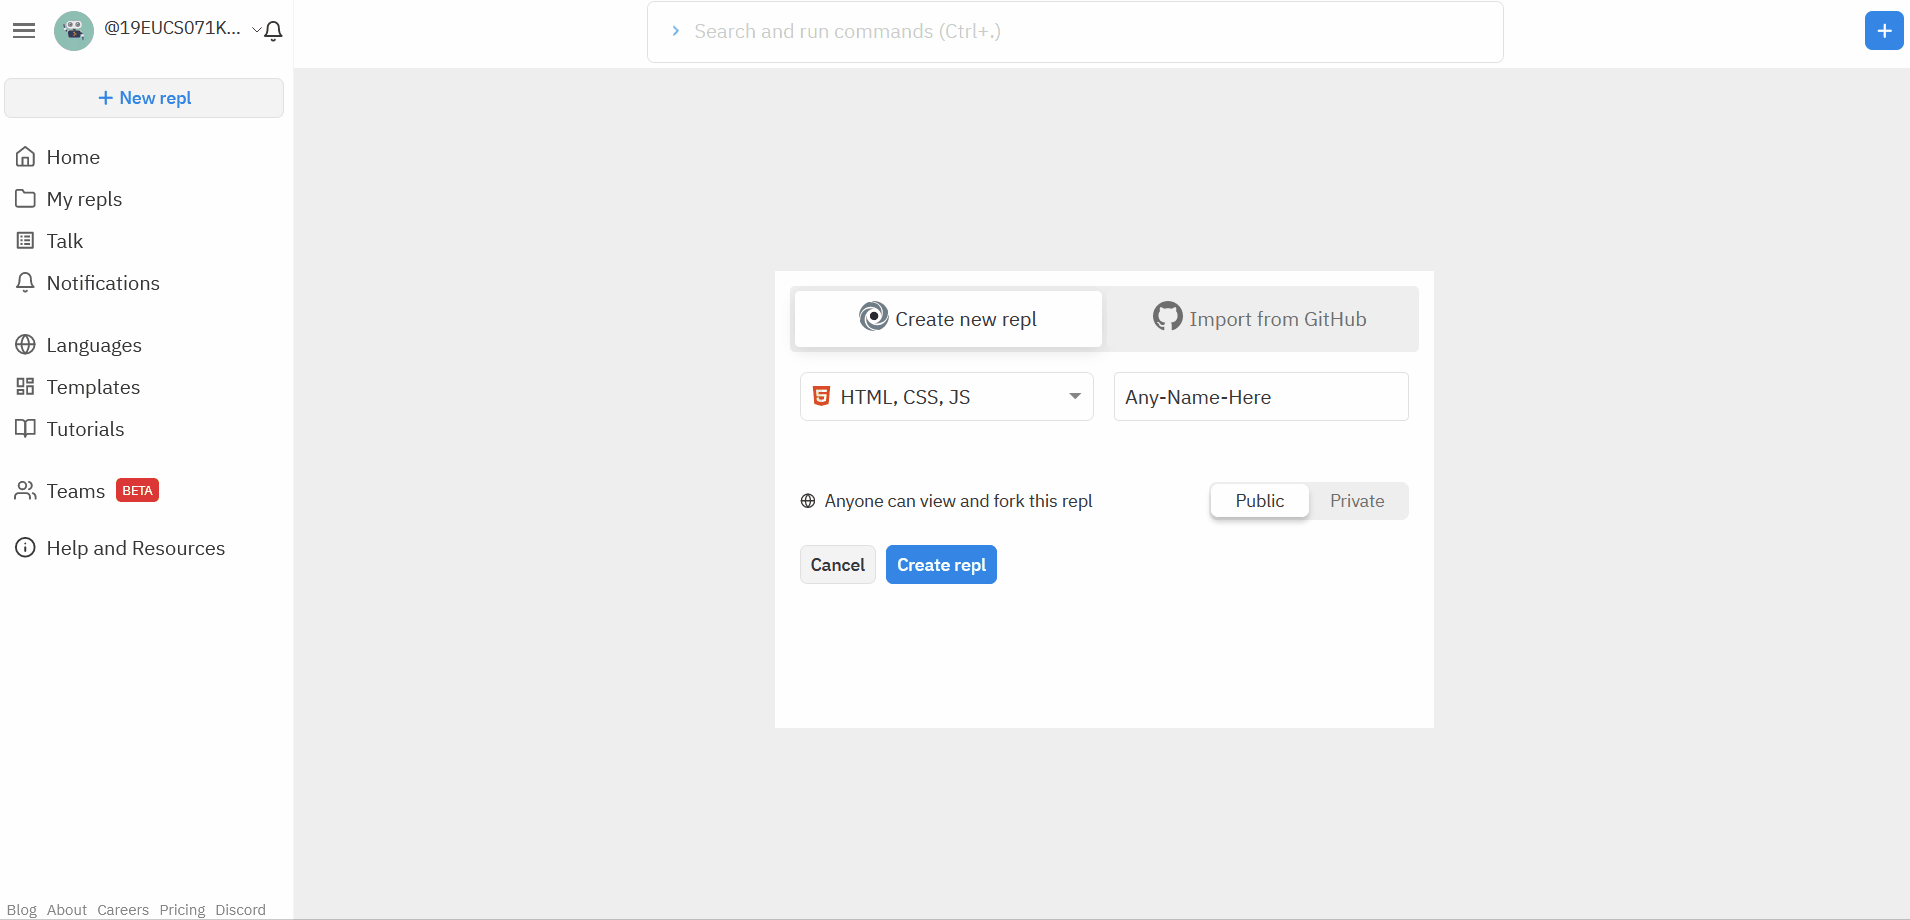 @19EUCS071K...
Search and run commands (Ctrl+.)
+ New repl
Home
My repls
Talk
Notifications
Languages
Templates
Tutorials
Teams BETA
Help and Resources
Blog About Careers Pricing Discord
Create new repl
Import from GitHub
HTML, CSS, JS
Any-Name-Here
Anyone can view and fork this repl
Public
Private
Cancel
Create repl